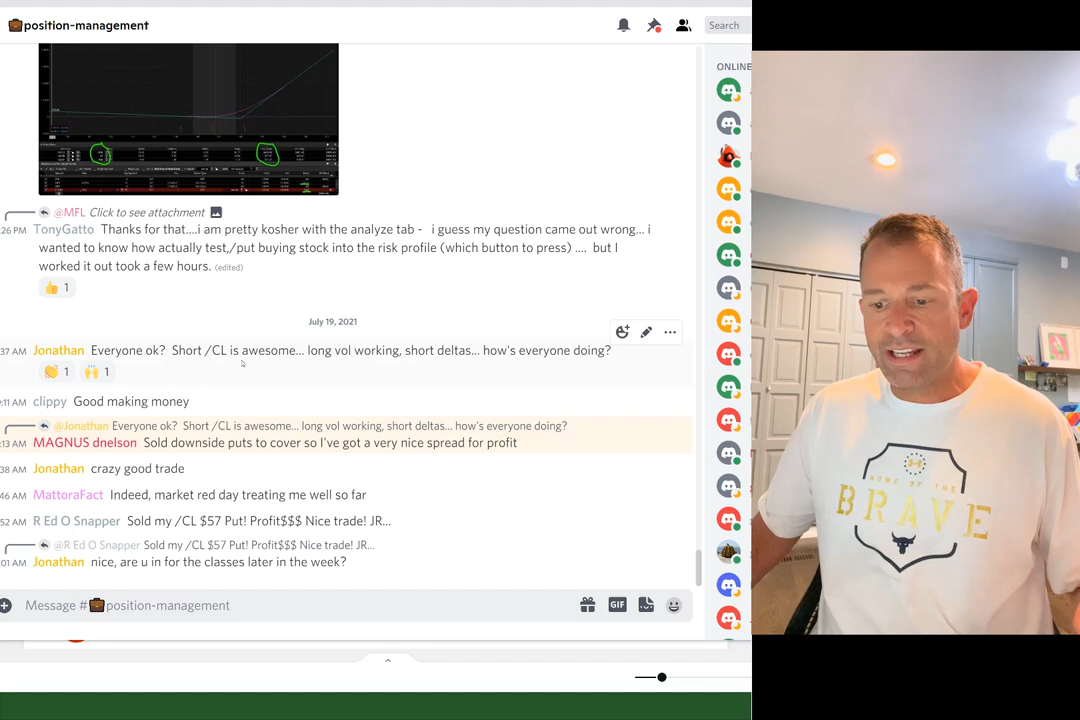 position-management
Search
ONLINE
@MFL Click to see attachment
:26 PM TonyGatto Thanks for that....i am pretty kosher with the analyze tab - i guess my question came out wrong... i
wanted to know how actually test,/put buying stock into the risk profile (which button to press) .... but I
worked it out took a few hours. (edited)
1
July 19, 2021
:37 AM Jonathan Everyone ok? Short /CL is awesome... long vol working, short deltas... how's everyone doing?
1 1
:11 AM clippy Good making money
@Jonathan Everyone ok? Short /CL is awesome... long vol working, short deltas... how's everyone doing?
:13 AM MAGNUS dnelson Sold downside puts to cover so I've got a very nice spread for profit
:38 AM Jonathan crazy good trade
:46 AM MattoraFact Indeed, market red day treating me well so far
:52 AM R Ed O Snapper Sold my /CL $57 Put! Profit$$$ Nice trade! JR...
@R Ed O Snapper Sold my /CL $57 Put! Profit$$$ Nice trade! JR...
:01 AM Jonathan nice, are u in for the classes later in the week?
Message #position-management
GIF
HOME OF THE
BRAVE